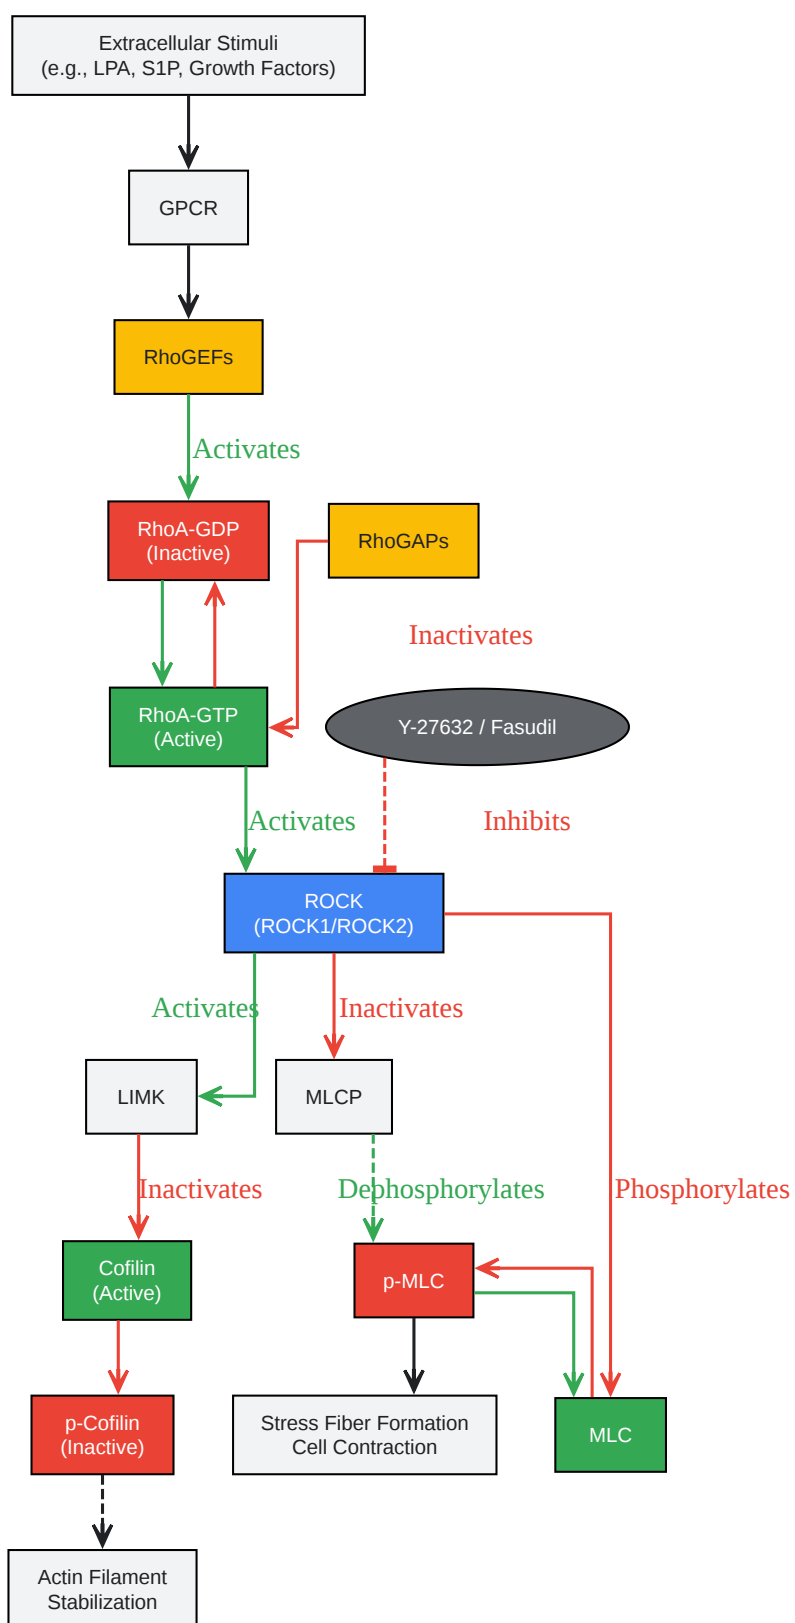 Extracellular Stimuli
(e.g., LPA, S1P, Growth Factors)
GPCR
RhoGEFs
Activates
RhoA-GDP
(Inactive)
RhoGAPs
Inactivates
RhoA-GTP
(Active)
Y-27632 / Fasudil
Activates
Inhibits
ROCK
(ROCK1/ROCK2)
Activates
Inactivates
LIMK
MLCP
Inactivates
Dephosphorylates
Phosphorylates
Cofilin
(Active)
p-MLC
p-Cofilin
(Inactive)
Stress Fiber Formation
Cell Contraction
MLC
Actin Filament
Stabilization